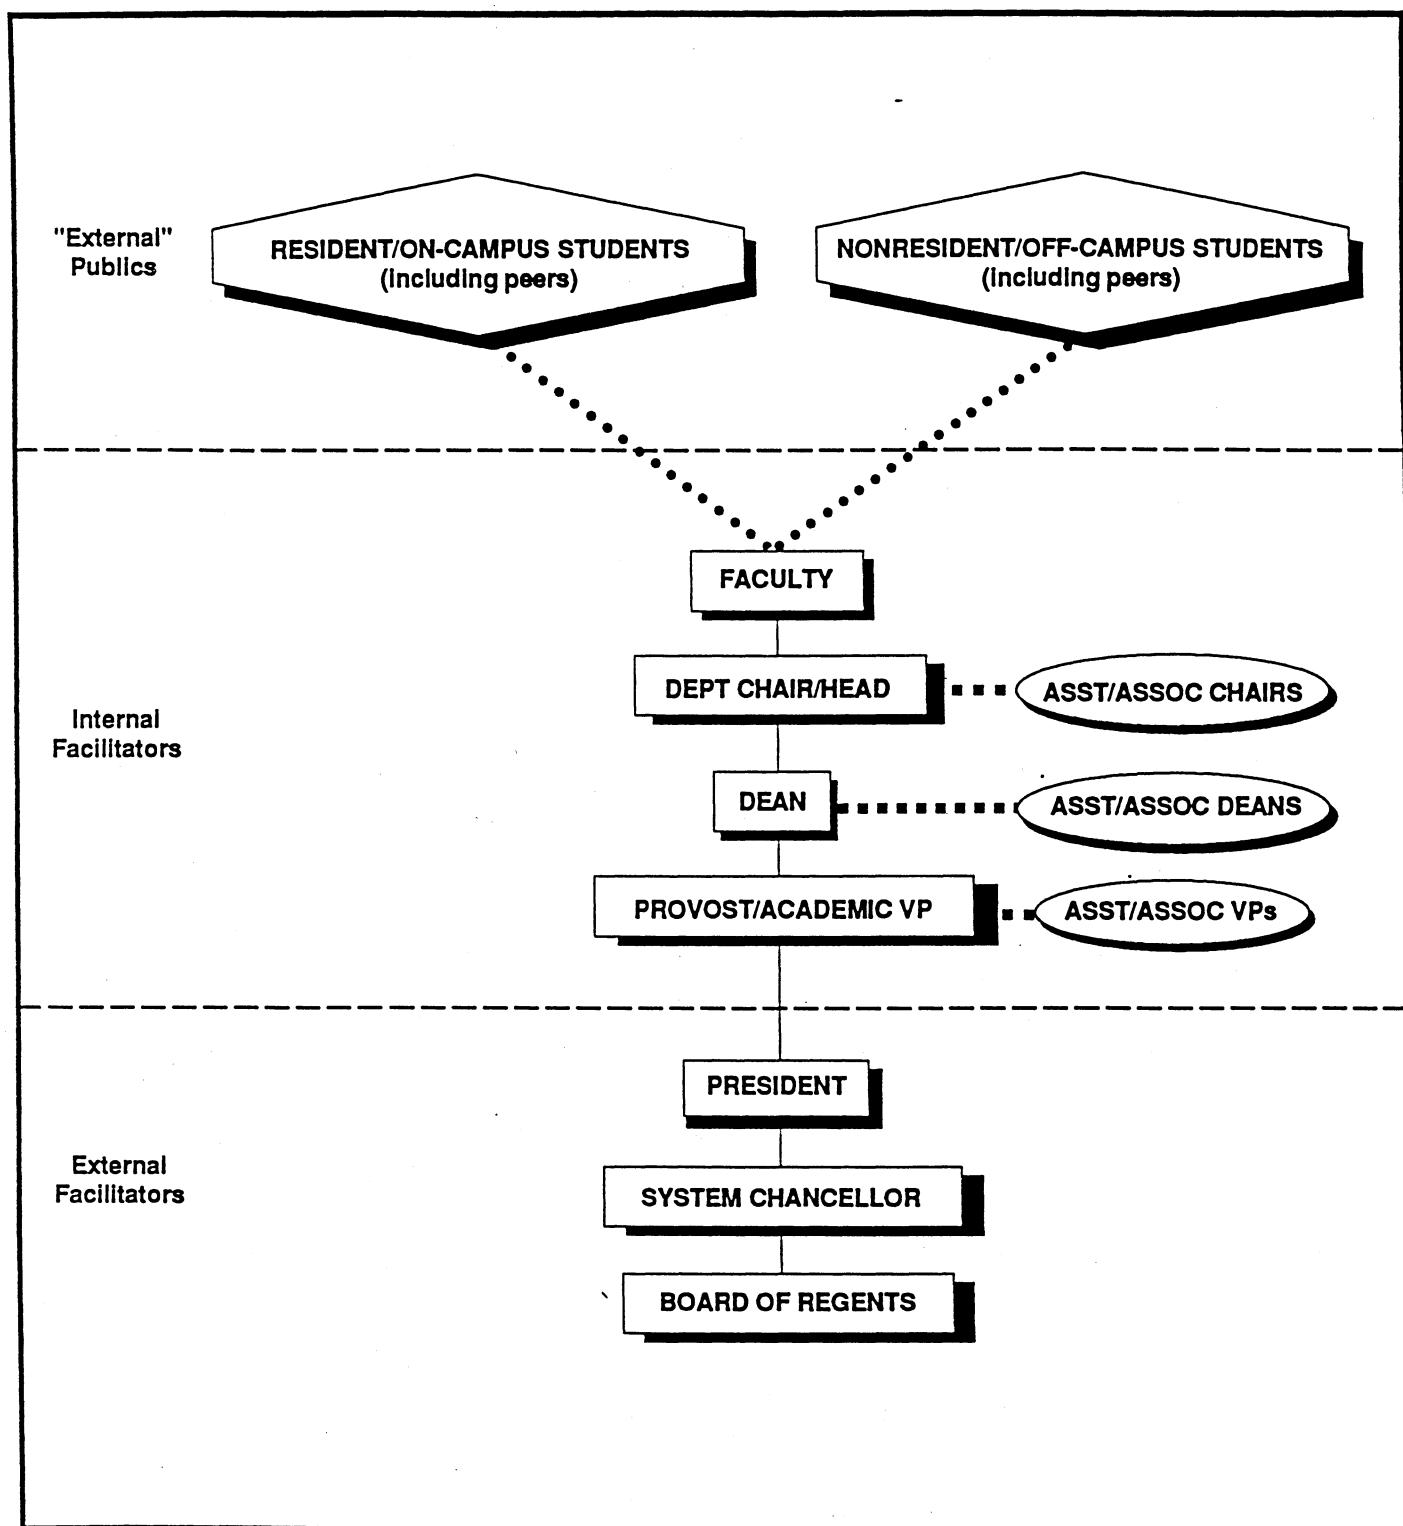 "External"
Publics
RESIDENT/ON-CAMPUS STUDENTS
(including peers)
NONRESIDENT/OFF-CAMPUS STUDENTS
(including peers)
Internal
Facilitators
FACULTY
DEPT CHAIR/HEAD
ASST/ASSOC CHAIRS
DEAN
ASST/ASSOC DEANS
PROVOST/ACADEMIC VP
ASST/ASSOC VPs
External
Facilitators
PRESIDENT
SYSTEM CHANCELLOR
BOARD OF REGENTS